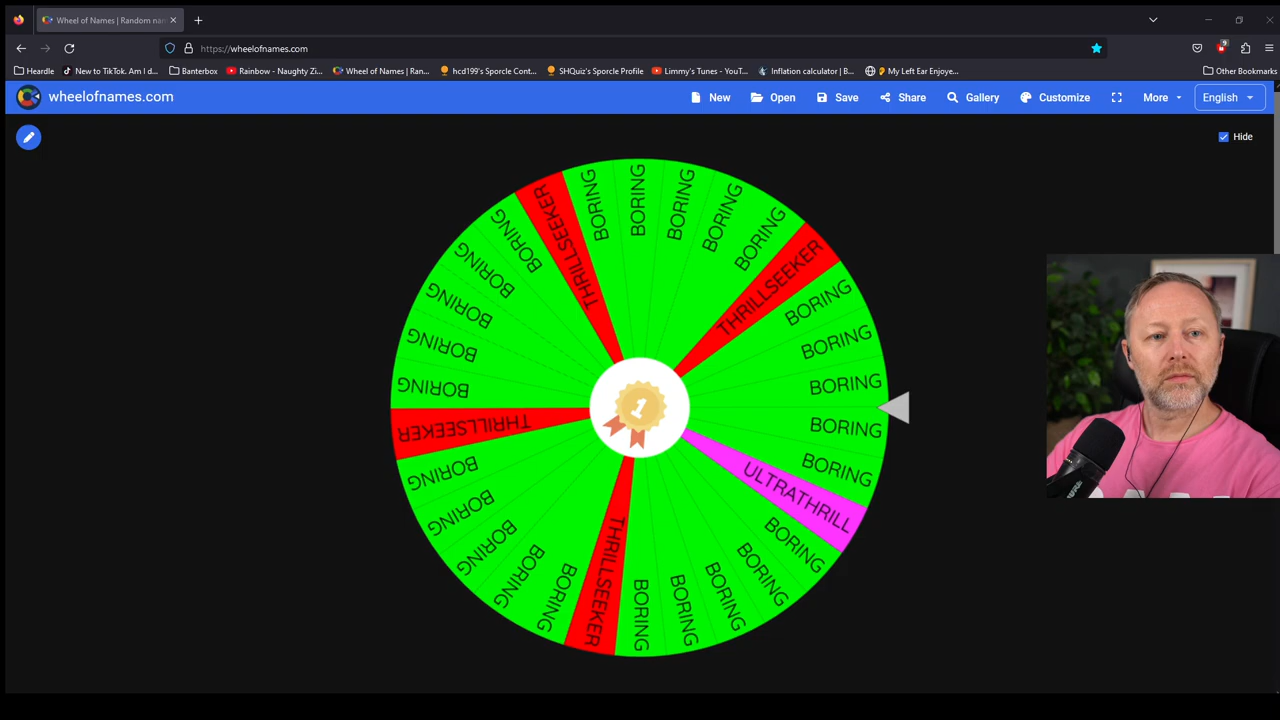 Wheel of Names | Random nam
https://wheelofnames.com
9
Heardle
New to TikTok. Am I d...
Banterbox
Rainbow - Naughty Zi...
Wheel of Names | Ran...
hcd199's Sporcle Cont...
SHQuiz's Sporcle Profile
Limmy's Tunes - YouT...
Inflation calculator | B...
My Left Ear Enjoye...
Other Bookmarks
wheelofnames.com
New
Open
Save
Share
Gallery
Customize
More
English
Hide
BORING
BORING
BORING
BORING
THRILLSEEKER
BORING
BORING
BORING
BORING
BORING
ULTRATHRILL
BORING
BORING
BORING
BORING
BORING
THRILLSEEKER
BORING
BORING
BORING
BORING
BORING
THRILLSEEKER
BORING
BORING
BORING
BORING
BORING
THRILLSEEKER
BORING
1